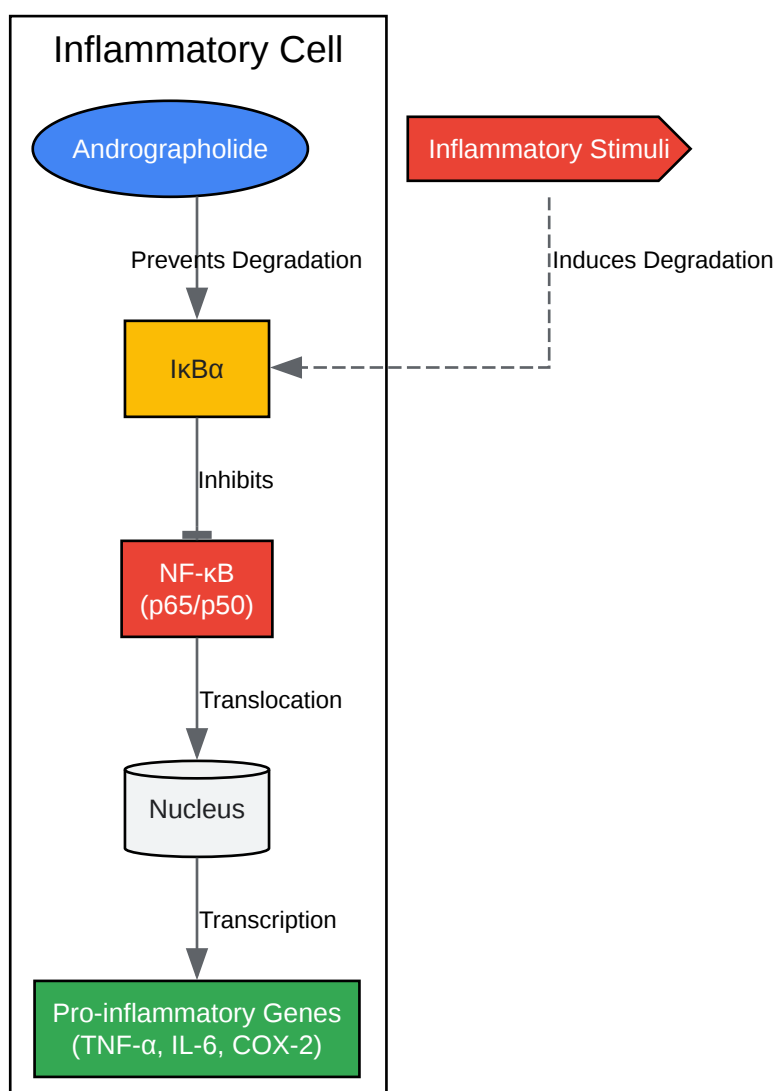 Inflammatory Cell
Andrographolide
Inflammatory Stimuli
Prevents Degradation
Induces Degradation
IκBα
Inhibits
NF-κB
(p65/p50)
Translocation
Nucleus
Transcription
Pro-inflammatory Genes
(TNF-α, IL-6, COX-2)